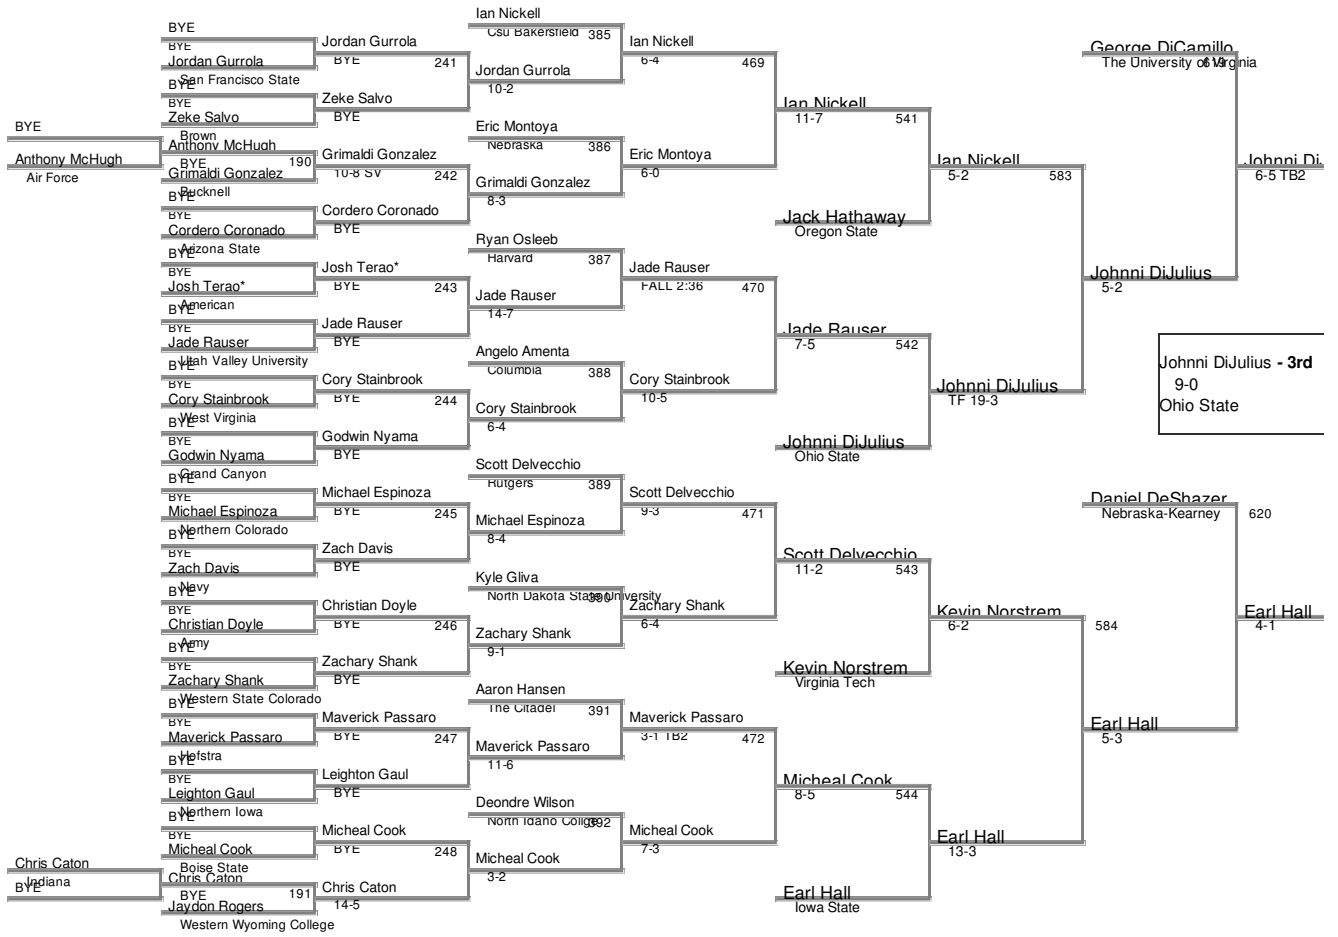 BYE
Anthony McHugh
Air Force
Chris Caton
Indiana
BYE
BYE
BYE
Jordan Gurrola
San Francisco State
BYE
BYE
Zeke Salvo
Brown
Anthony McHugh
BYE
190
Grimaldi Gonzalez
Bucknell
BYE
BYE
Cordero Coronado
Arizona State
BYE
BYE
Josh Terao*
American
BYE
BYE
Jade Rauser
Utah Valley University
BYE
BYE
Cory Stainbrook
West Virginia
BYE
BYE
Godwin Nyama
Grand Canyon
BYE
BYE
Michael Espinoza
Northern Colorado
BYE
BYE
Zach Davis
Navy
BYE
BYE
Christian Doyle
Army
BYE
BYE
Zachary Shank
Western State Colorado
BYE
BYE
Maverick Passaro
Hofstra
BYE
BYE
Leighton Gaul
Northern Iowa
BYE
BYE
Micheal Cook
Boise State
Chris Caton
BYE
191
Jaydon Rogers
Western Wyoming College
Jordan Gurrola
BYE
241
Zeke Salvo
BYE
Grimaldi Gonzalez
10-8 SV
242
Cordero Coronado
BYE
Josh Terao*
BYE
243
Jade Rauser
BYE
Cory Stainbrook
BYE
244
Godwin Nyama
BYE
Michael Espinoza
BYE
245
Zach Davis
BYE
Christian Doyle
BYE
246
Zachary Shank
BYE
Maverick Passaro
BYE
247
Leighton Gaul
BYE
Micheal Cook
BYE
248
Chris Caton
14-5
Ian Nickell
Csu Bakersfield
385
Jordan Gurrola
10-2
Eric Montoya
Nebraska
386
Grimaldi Gonzalez
8-3
Ryan Osleeb
Harvard
387
Jade Rauser
14-7
Angelo Amenta
Columbia
388
Cory Stainbrook
6-4
Scott Delvecchio
Rutgers
389
Michael Espinoza
8-4
Kyle Gliva
North Dakota State University
390
Zachary Shank
9-1
Aaron Hansen
The Citadel
391
Maverick Passaro
11-6
Deondre Wilson
North Idaho Collge
392
Micheal Cook
3-2
Ian Nickell
6-4
469
Eric Montoya
6-0
Jade Rauser
FALL 2:36
470
Cory Stainbrook
10-5
Scott Delvecchio
9-3
471
Zachary Shank
6-4
Maverick Passaro
3-1 TB2
472
Micheal Cook
7-3
Ian Nickell
11-7
541
Jack Hathaway
Oregon State
Jade Rauser
7-5
542
Johnni DiJulius
Ohio State
Scott Delvecchio
11-2
543
Kevin Norstrem
Virginia Tech
Micheal Cook
8-5
544
Earl Hall
Iowa State
Ian Nickell
5-2
583
Johnni DiJulius
TF 19-3
Kevin Norstrem
6-2
584
Earl Hall
13-3
George DiCamillo
The University of Virginia
619
Johnni DiJulius
5-2
Daniel DeShazer
Nebraska-Kearney
620
Earl Hall
5-3
Johnni DiJ
6-5 TB2
Johnni DiJulius - 3rd
9-0
Ohio State
Earl Hall
4-1